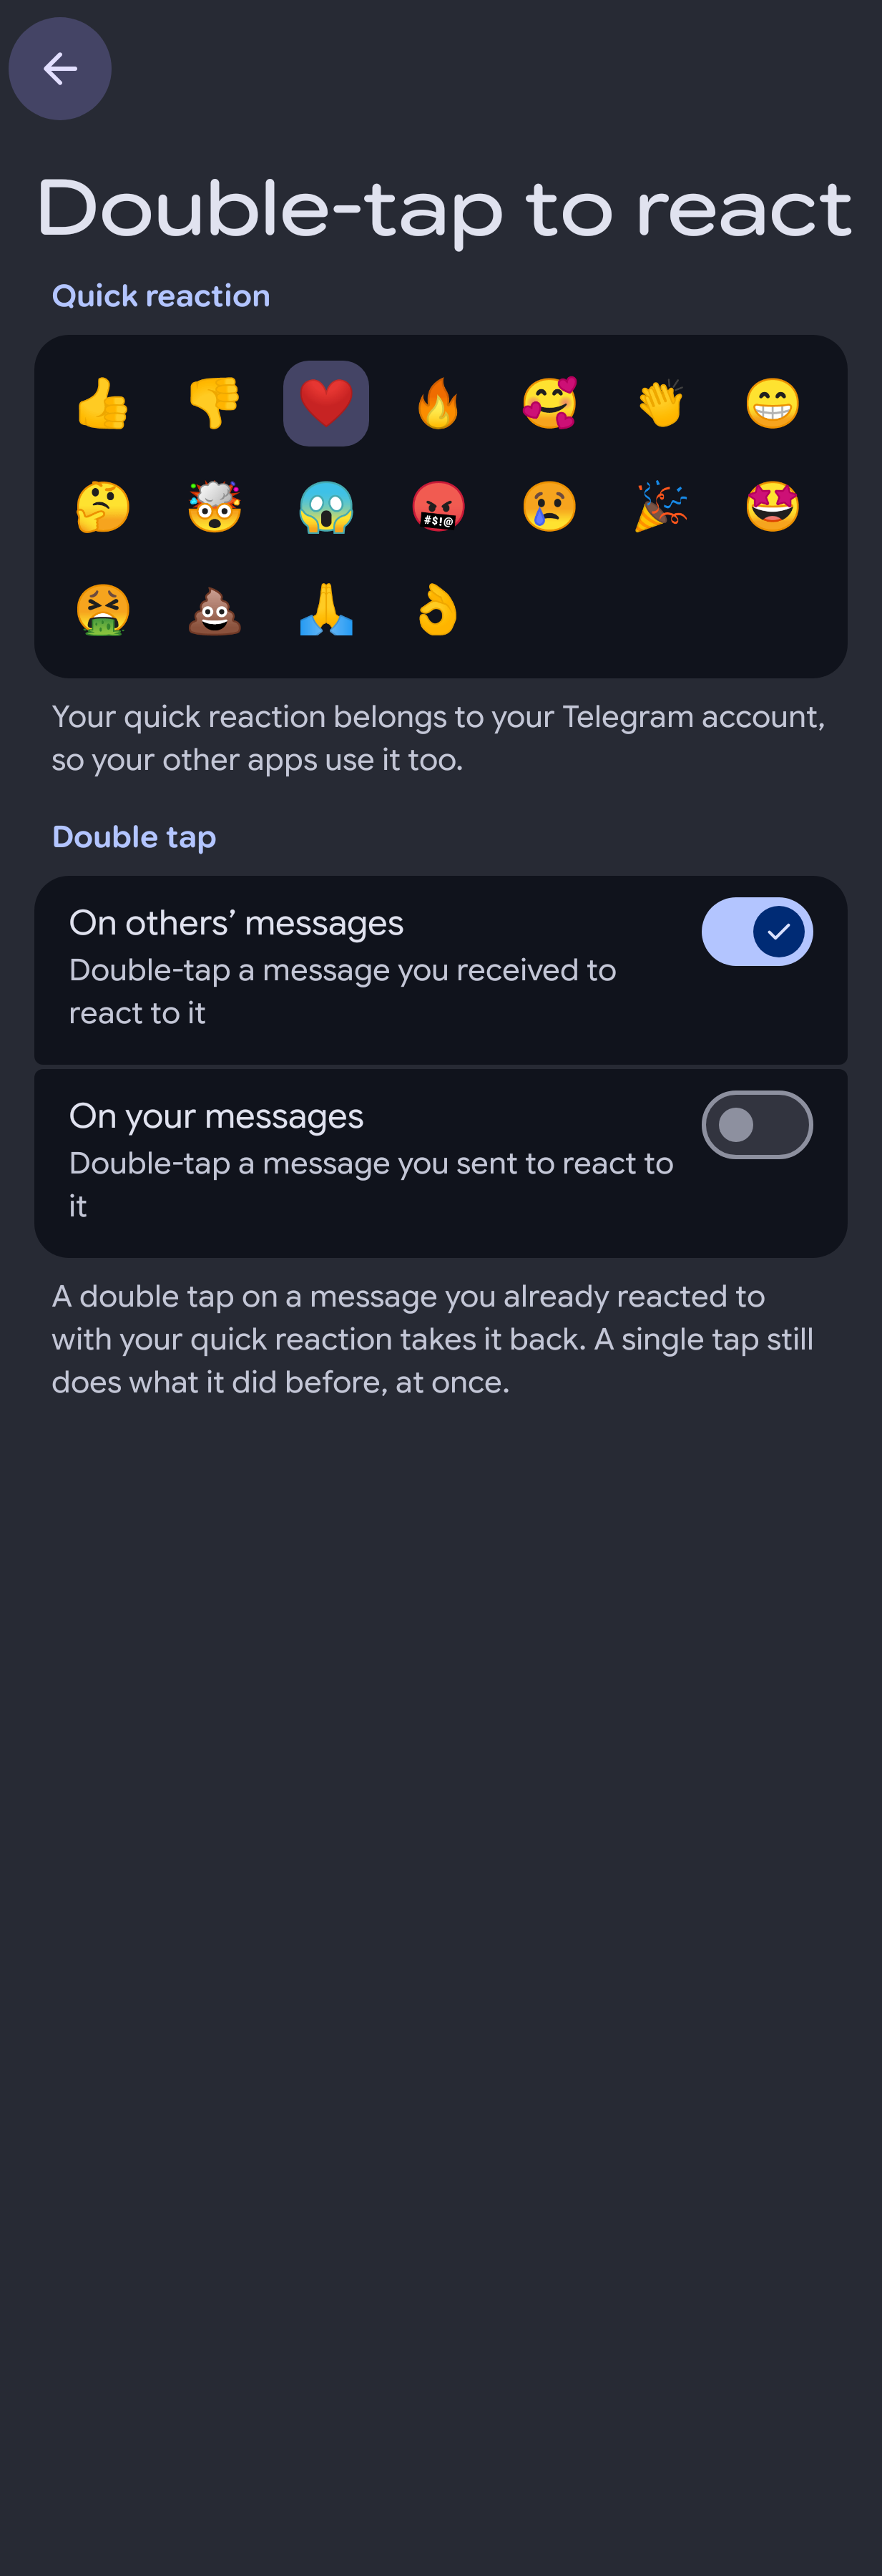 Double-tap to react
Quick reaction
Your quick reaction belongs to your Telegram account,
so your other apps use it too.
Double tap
On others’ messages
Double-tap a message you received to
react to it
On your messages
Double-tap a message you sent to react to
it
A double tap on a message you already reacted to
with your quick reaction takes it back. A single tap still
does what it did before, at once.